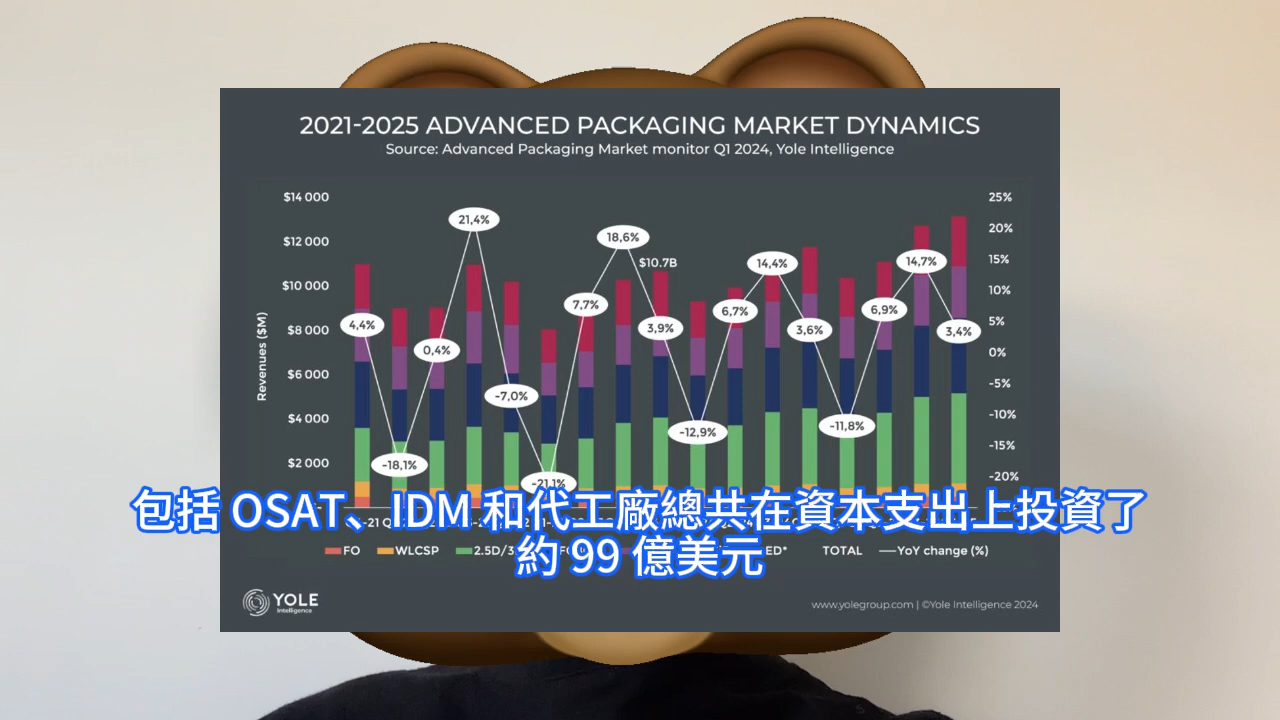 2021-2025 ADVANCED PACKAGING MARKET DYNAMICS
Source: Advanced Packaging Market monitor Q1 2024, Yole Intelligence
$14 000
25%
21,4%
20%
$12 000
18,6%
15%
$10.7B
14,4%
14,7%
$10 000
10%
7,7%
6,7%
6,9%
Revenues ($M)
$8 000
5%
4,4%
3,9%
3,6%
3,4%
0,4%
0%
$6 000
-5%
-7,0%
$4 000
-10%
-12,9%
-11,8%
-15%
$2 000
-18,1%
-20%
-21,1%
包括 OSAT、IDM 和代工廠總共在資本支出上投資了
約 99 億美元
FO
WLCSP
2.5D/3
TOTAL
YoY change (%)
YOLE
Intelligence
www.yolegroup.com | ©Yole Intelligence 2024